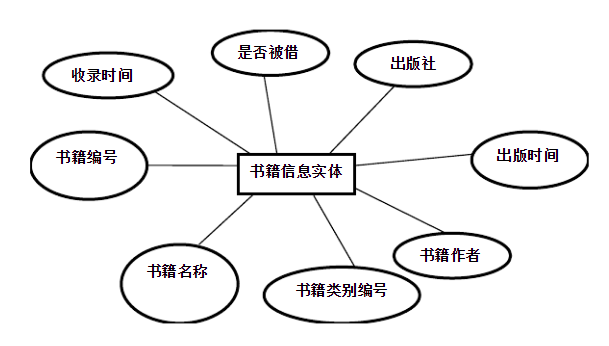 是否被借
出版社
收录时间
书籍编号
出版时间
书籍信息实体
书籍作者
书籍名称
书籍类别编号